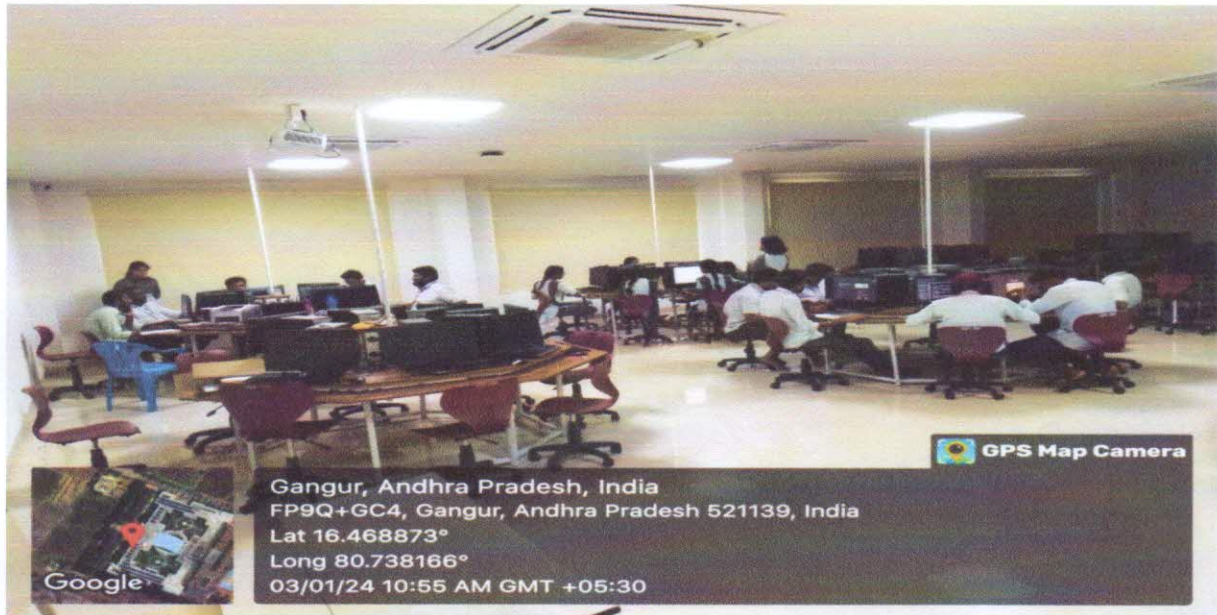 GPS Map Camera
Gangur, Andhra Pradesh, India
FP9Q+GC4, Gangur, Andhra Pradesh 521139, India
Lat 16.468873°
Long 80.738166°
03/01/24 10:55 AM GMT +05:30
Google